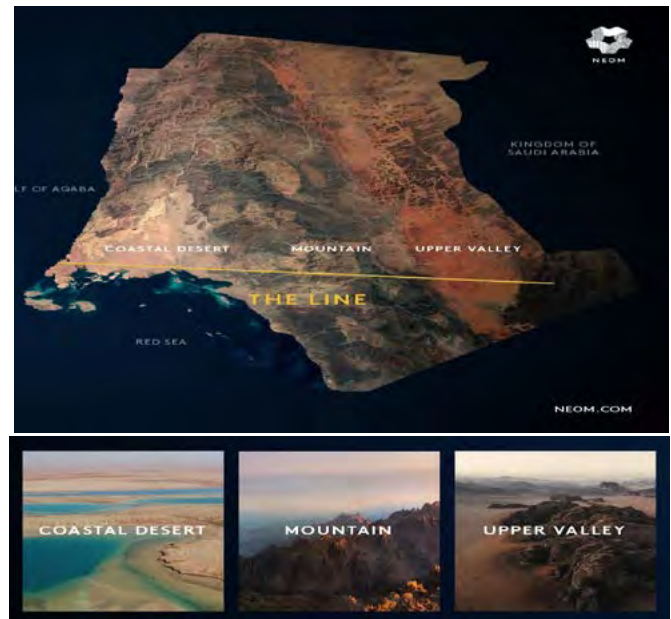 NEOM
KINGDOM OF
SAUDI ARABIA
LF OF AQABA
COASTAL DESERT
MOUNTAIN
UPPER VALLEY
THE LINE
RED SEA
NEOM.COM
COASTAL DESERT
MOUNTAIN
UPPER VALLEY